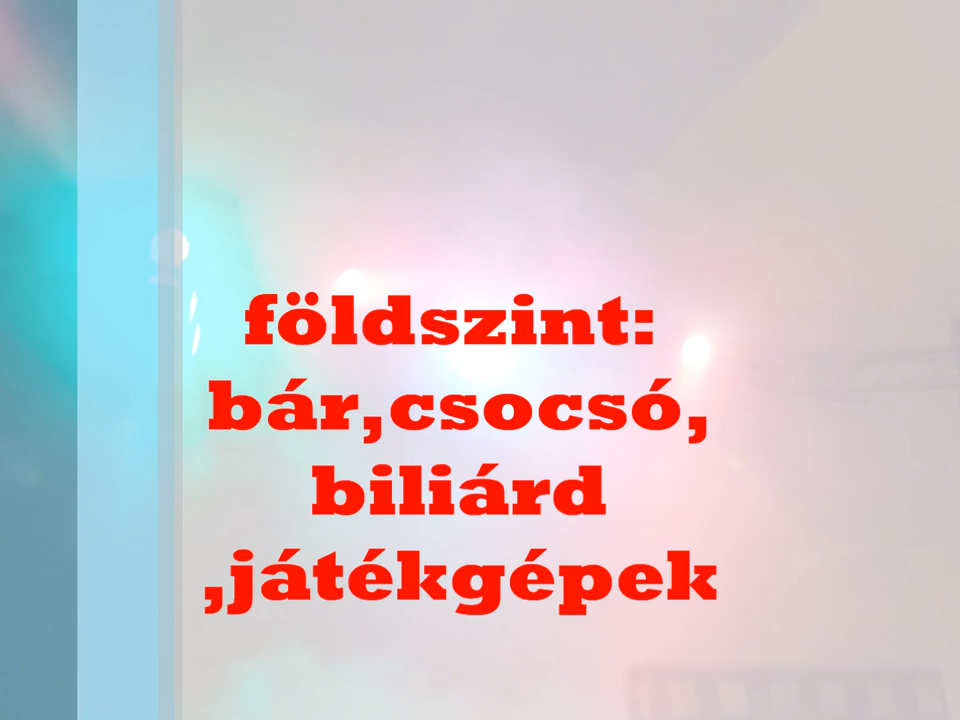 földszint:
bár,csocsó,
biliárd
,játékgépek